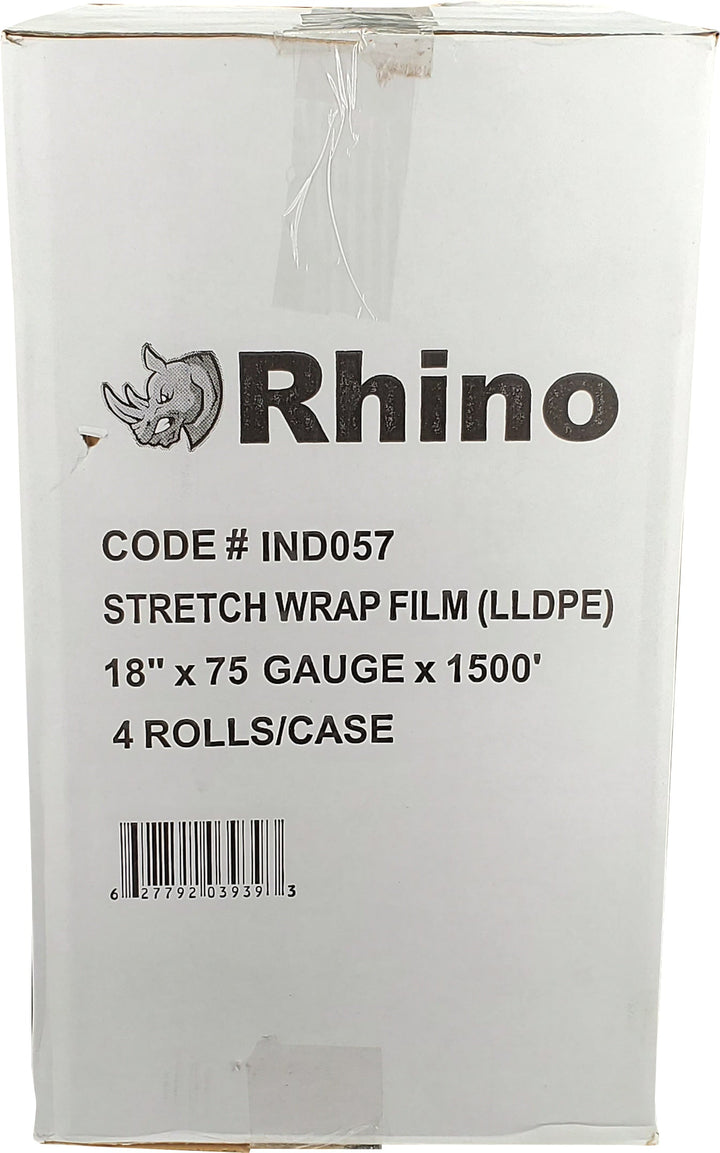 Rhino
CODE # IND057
STRETCH WRAP FILM (LLDPE)
18" x 75 GAUGE x 1500'
4 ROLLS/CASE
6 27792 03939 3